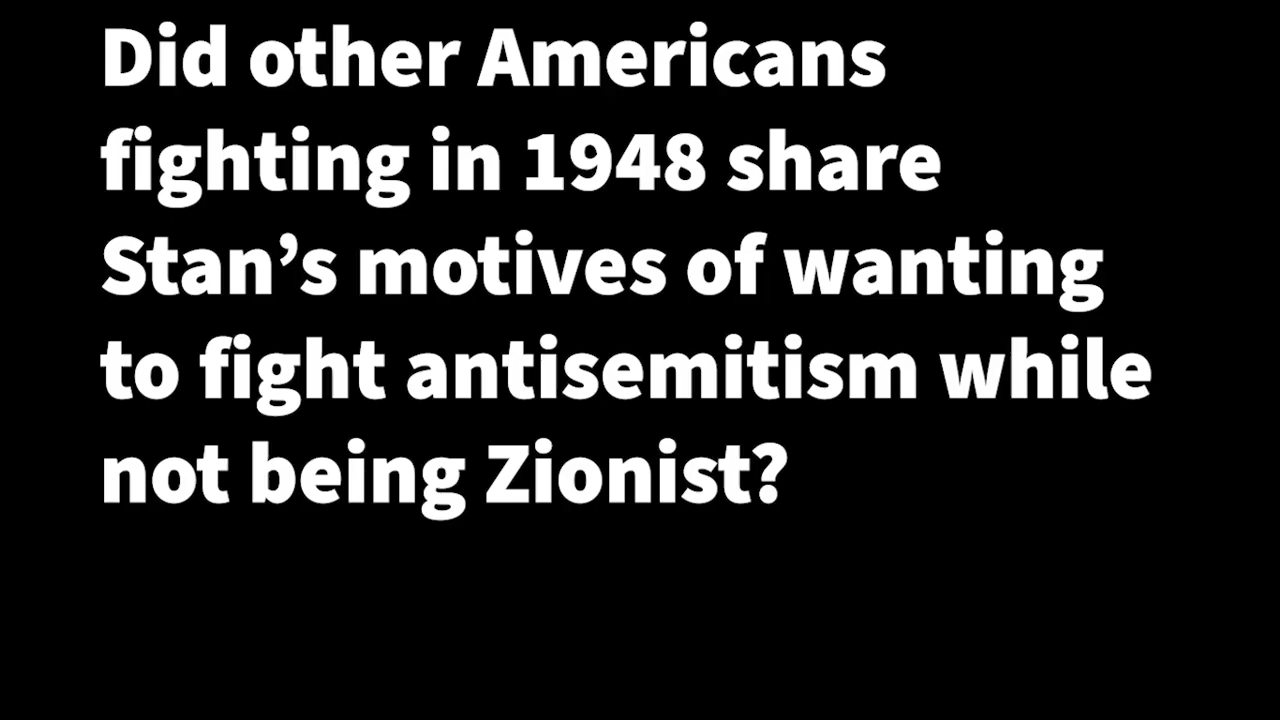 Did other Americans
fighting in 1948 share
Stan’s motives of wanting
to fight antisemitism while
not being Zionist?